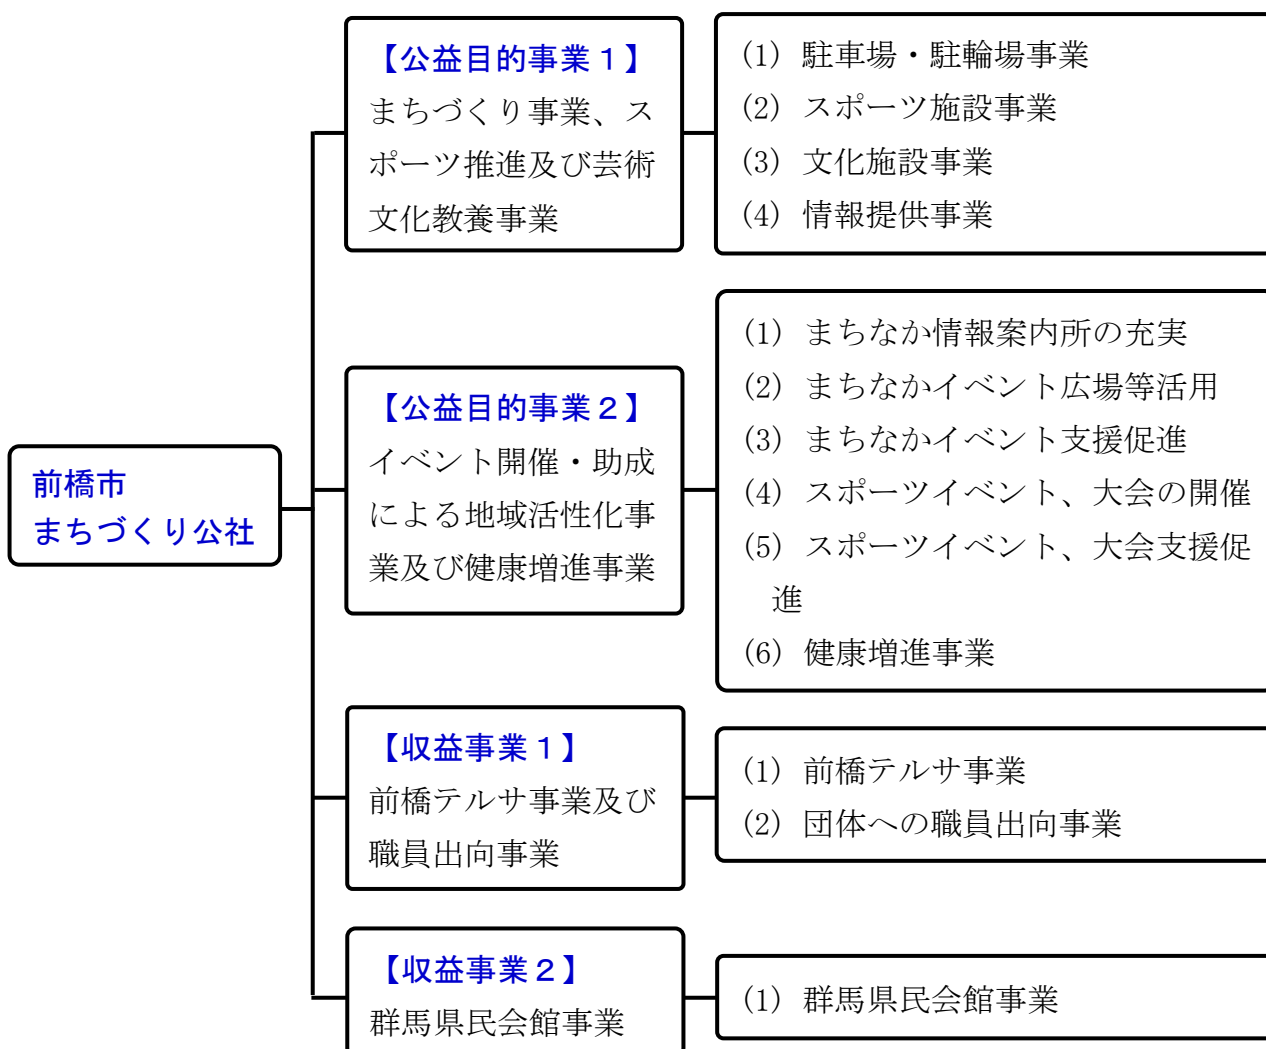 前橋市
まちづくり公社
【公益目的事業１】
まちづくり事業、ス
ポーツ推進及び芸術
文化教養事業
(1) 駐車場・駐輪場事業
(2) スポーツ施設事業
(3) 文化施設事業
(4) 情報提供事業
【公益目的事業２】
イベント開催・助成
による地域活性化事
業及び健康増進事業
(1) まちなか情報案内所の充実
(2) まちなかイベント広場等活用
(3) まちなかイベント支援促進
(4) スポーツイベント、大会の開催
(5) スポーツイベント、大会支援促
進
(6) 健康増進事業
【収益事業１】
前橋テルサ事業及び
職員出向事業
(1) 前橋テルサ事業
(2) 団体への職員出向事業
【収益事業２】
群馬県民会館事業
(1) 群馬県民会館事業